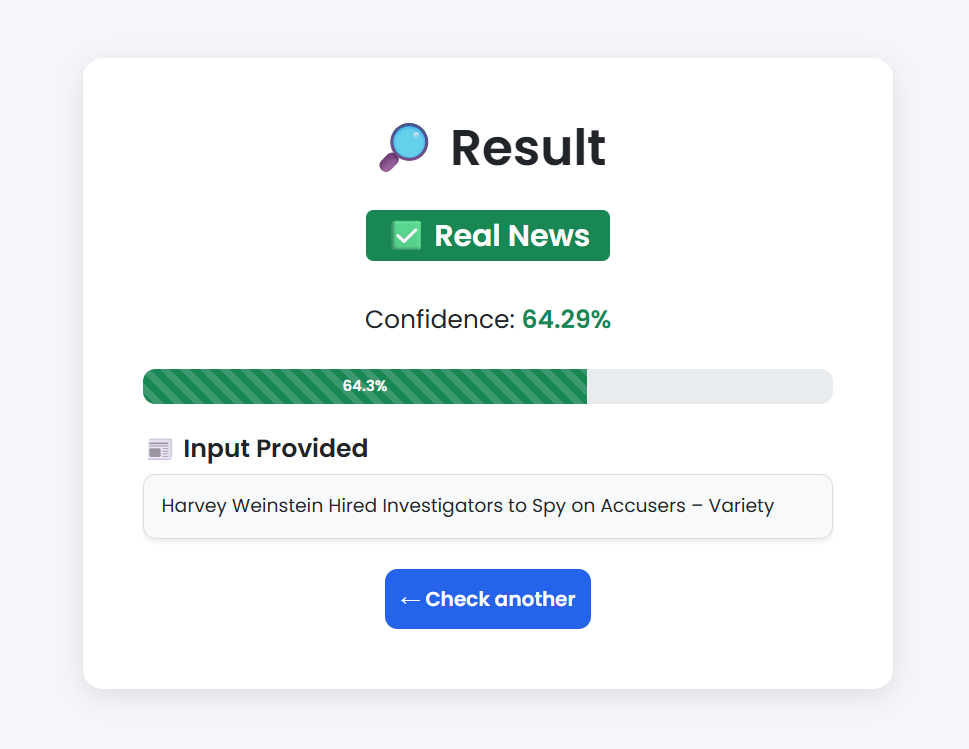 Result
Real News
Confidence: 64.29%
64.3%
Input Provided
Harvey Weinstein Hired Investigators to Spy on Accusers – Variety
← Check another